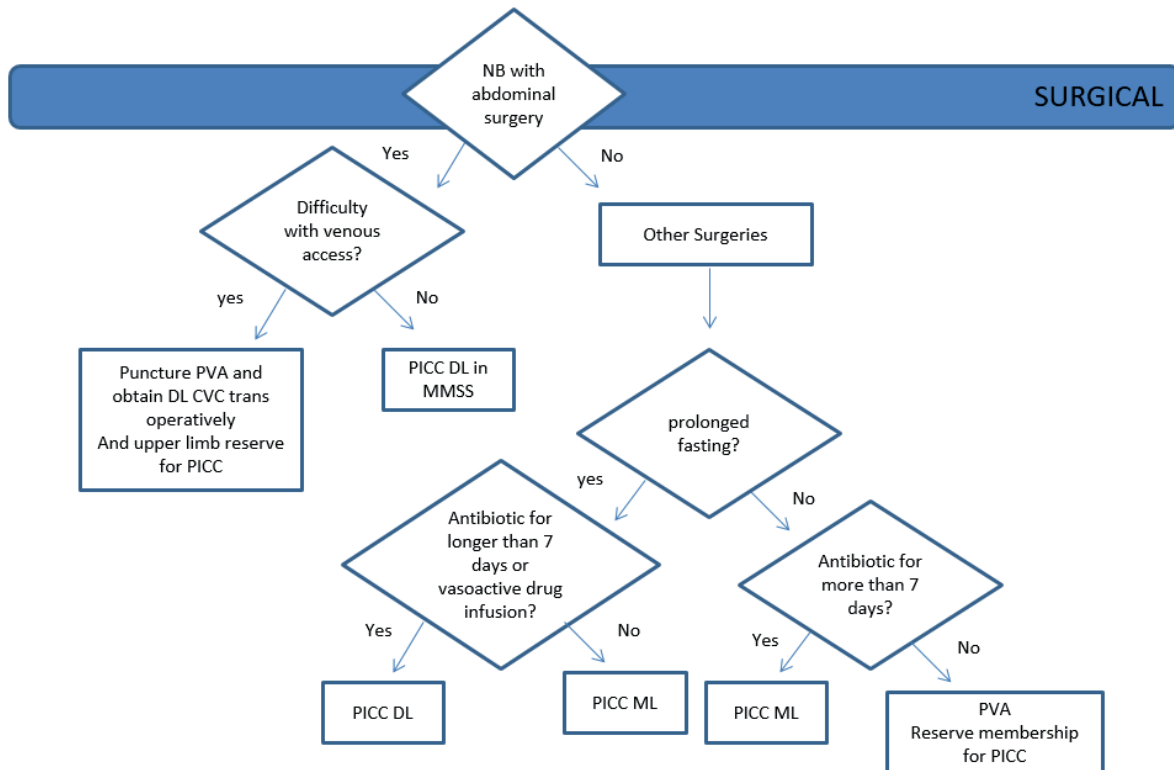 NB with
abdominal
surgery
SURGICAL
Yes
No
Difficulty
with venous
access?
Other Surgeries
yes
No
Puncture PVA and
obtain DL CVC trans
operatively
And upper limb reserve
for PICC
PICC DL in
MMSS
prolonged
fasting?
yes
No
Antibiotic for
longer than 7
days or
vasoactive drug
infusion?
Antibiotic for
more than 7
days?
Yes
No
Yes
No
PICC DL
PICC ML
PICC ML
PVA
Reserve membership
for PICC